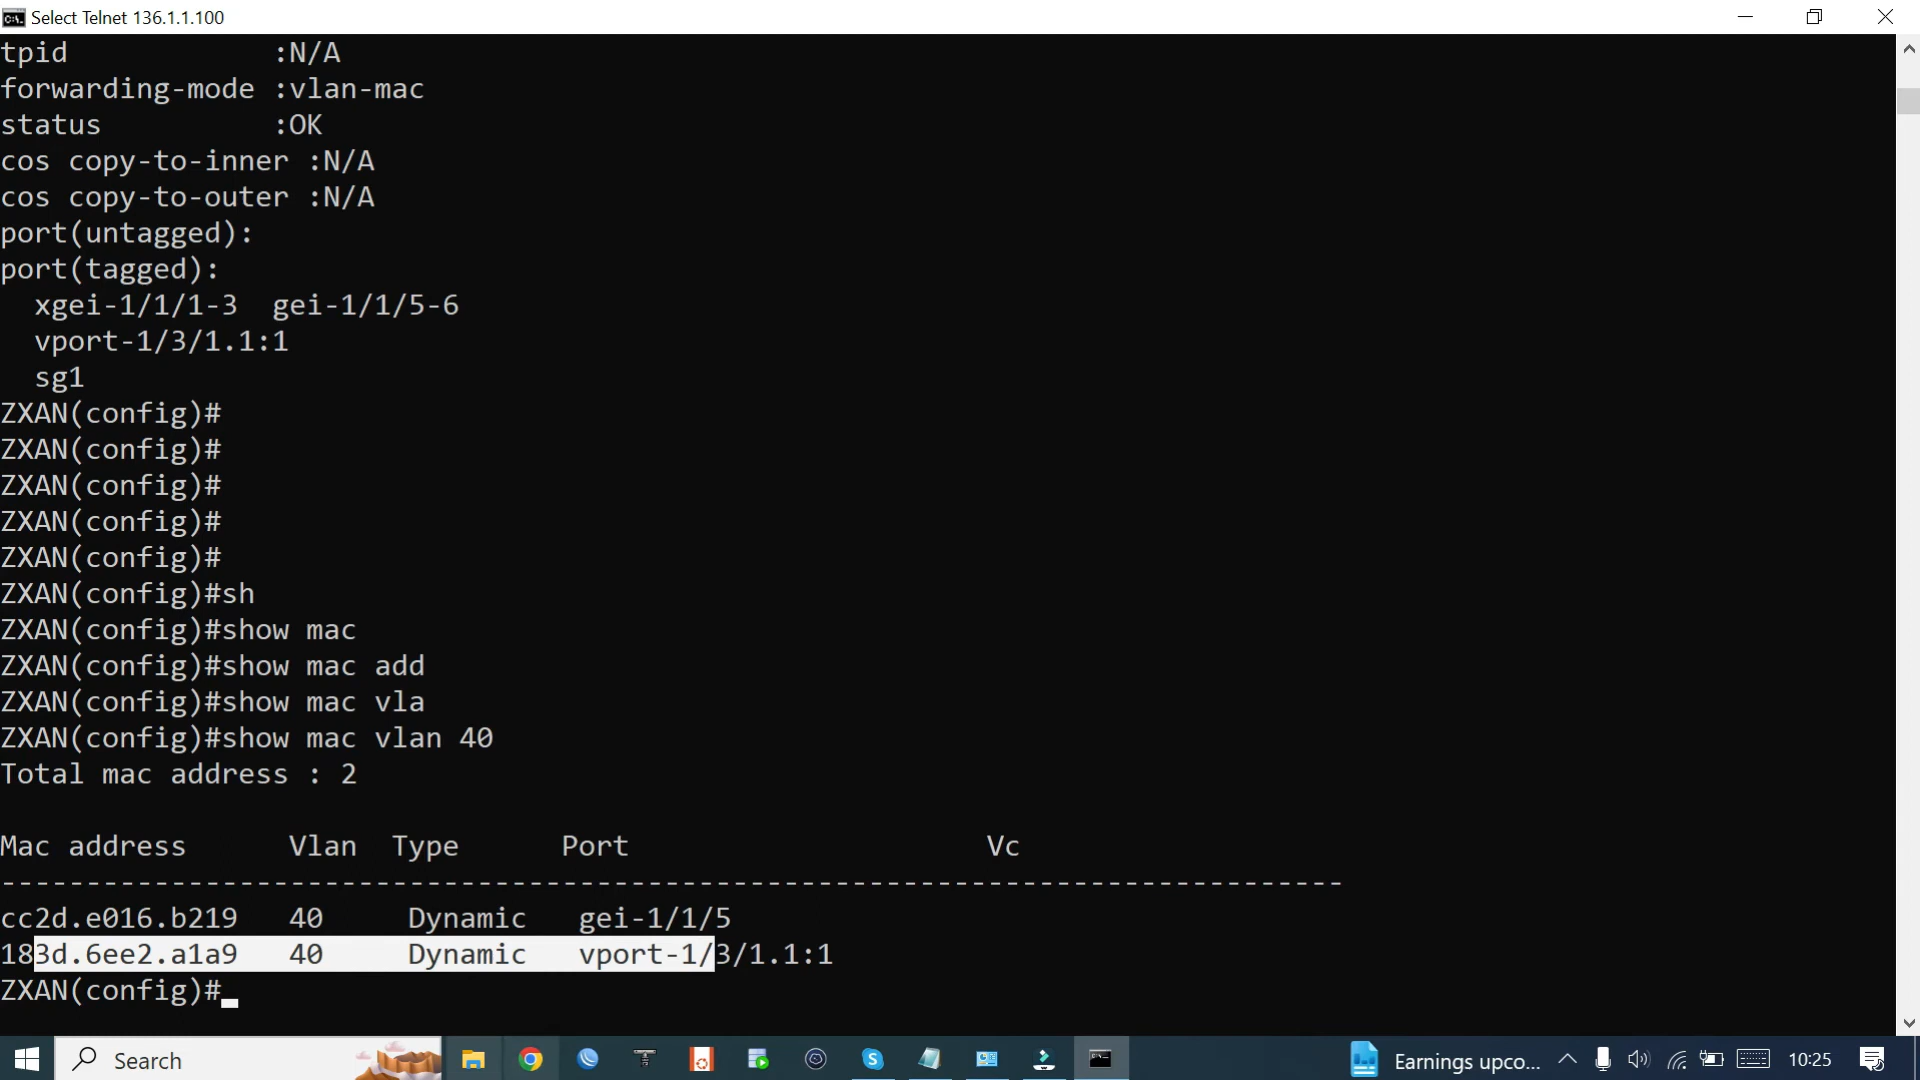 Select Telnet 136.1.1.100
tpid            :N/A
forwarding-mode :vlan-mac
status          :OK
cos copy-to-inner :N/A
cos copy-to-outer :N/A
port(untagged):
port(tagged):
  xgei-1/1/1-3  gei-1/1/5-6
  vport-1/3/1.1:1
  sg1
ZXAN(config)#
ZXAN(config)#
ZXAN(config)#
ZXAN(config)#
ZXAN(config)#
ZXAN(config)#sh
ZXAN(config)#show mac
ZXAN(config)#show mac add
ZXAN(config)#show mac vla
ZXAN(config)#show mac vlan 40
Total mac address : 2
Mac address      Vlan  Type      Port                     Vc
--------------------------------------------------------------------------------
cc2d.e016.b219   40     Dynamic   gei-1/1/5
183d.6ee2.a1a9   40     Dynamic   vport-1/3/1.1:1
ZXAN(config)#
Search
Earnings upco...
10:25